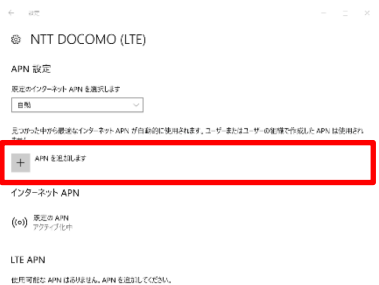 設定
NTT DOCOMO (LTE)
APN 設定
既定のインターネット APN を選択します
自動
見つかった中から最適なインターネット APN が自動的に使用されます。ユーザーまたはユーザーの組織で作成した APN は使用され
ません
APN を追加します
インターネット APN
既定の APN
アクティブ化中
LTE APN
使用可能な APN はありません。APN を追加してください。